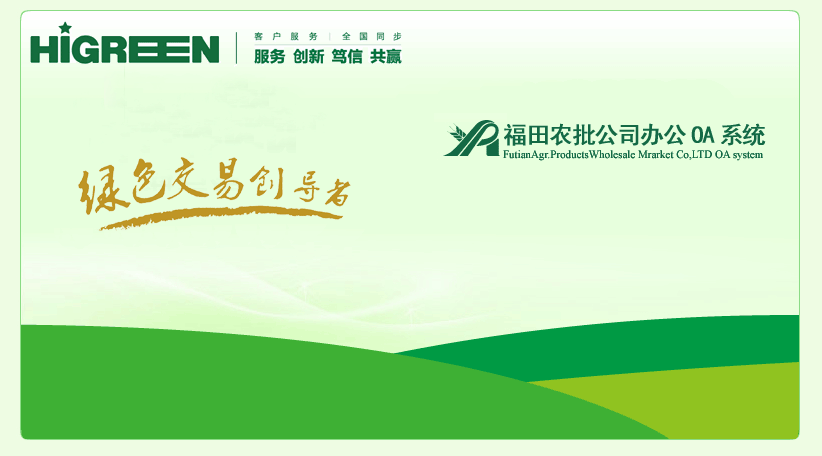 HiGREEN
客户服务 | 全国同步
服务 创新 笃信 共赢
福田农批公司办公 OA 系统
FutianAgr.ProductsWholesale Mrarket Co,LTD OA system
绿色交易创导者